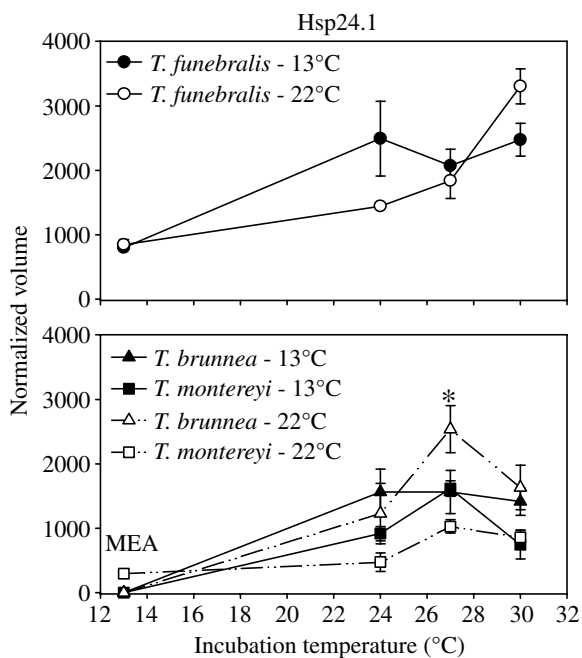 Hsp24.1
4000
3000
2000
1000
0
T. funebralis - 13°C
T. funebralis - 22°C
Normalized volume
4000
3000
2000
1000
0
T. brunnea - 13°C
T. montereyi - 13°C
T. brunnea - 22°C
T. montereyi - 22°C
*
MEA
12 14 16 18 20 22 24 26 28 30 32
Incubation temperature (°C)